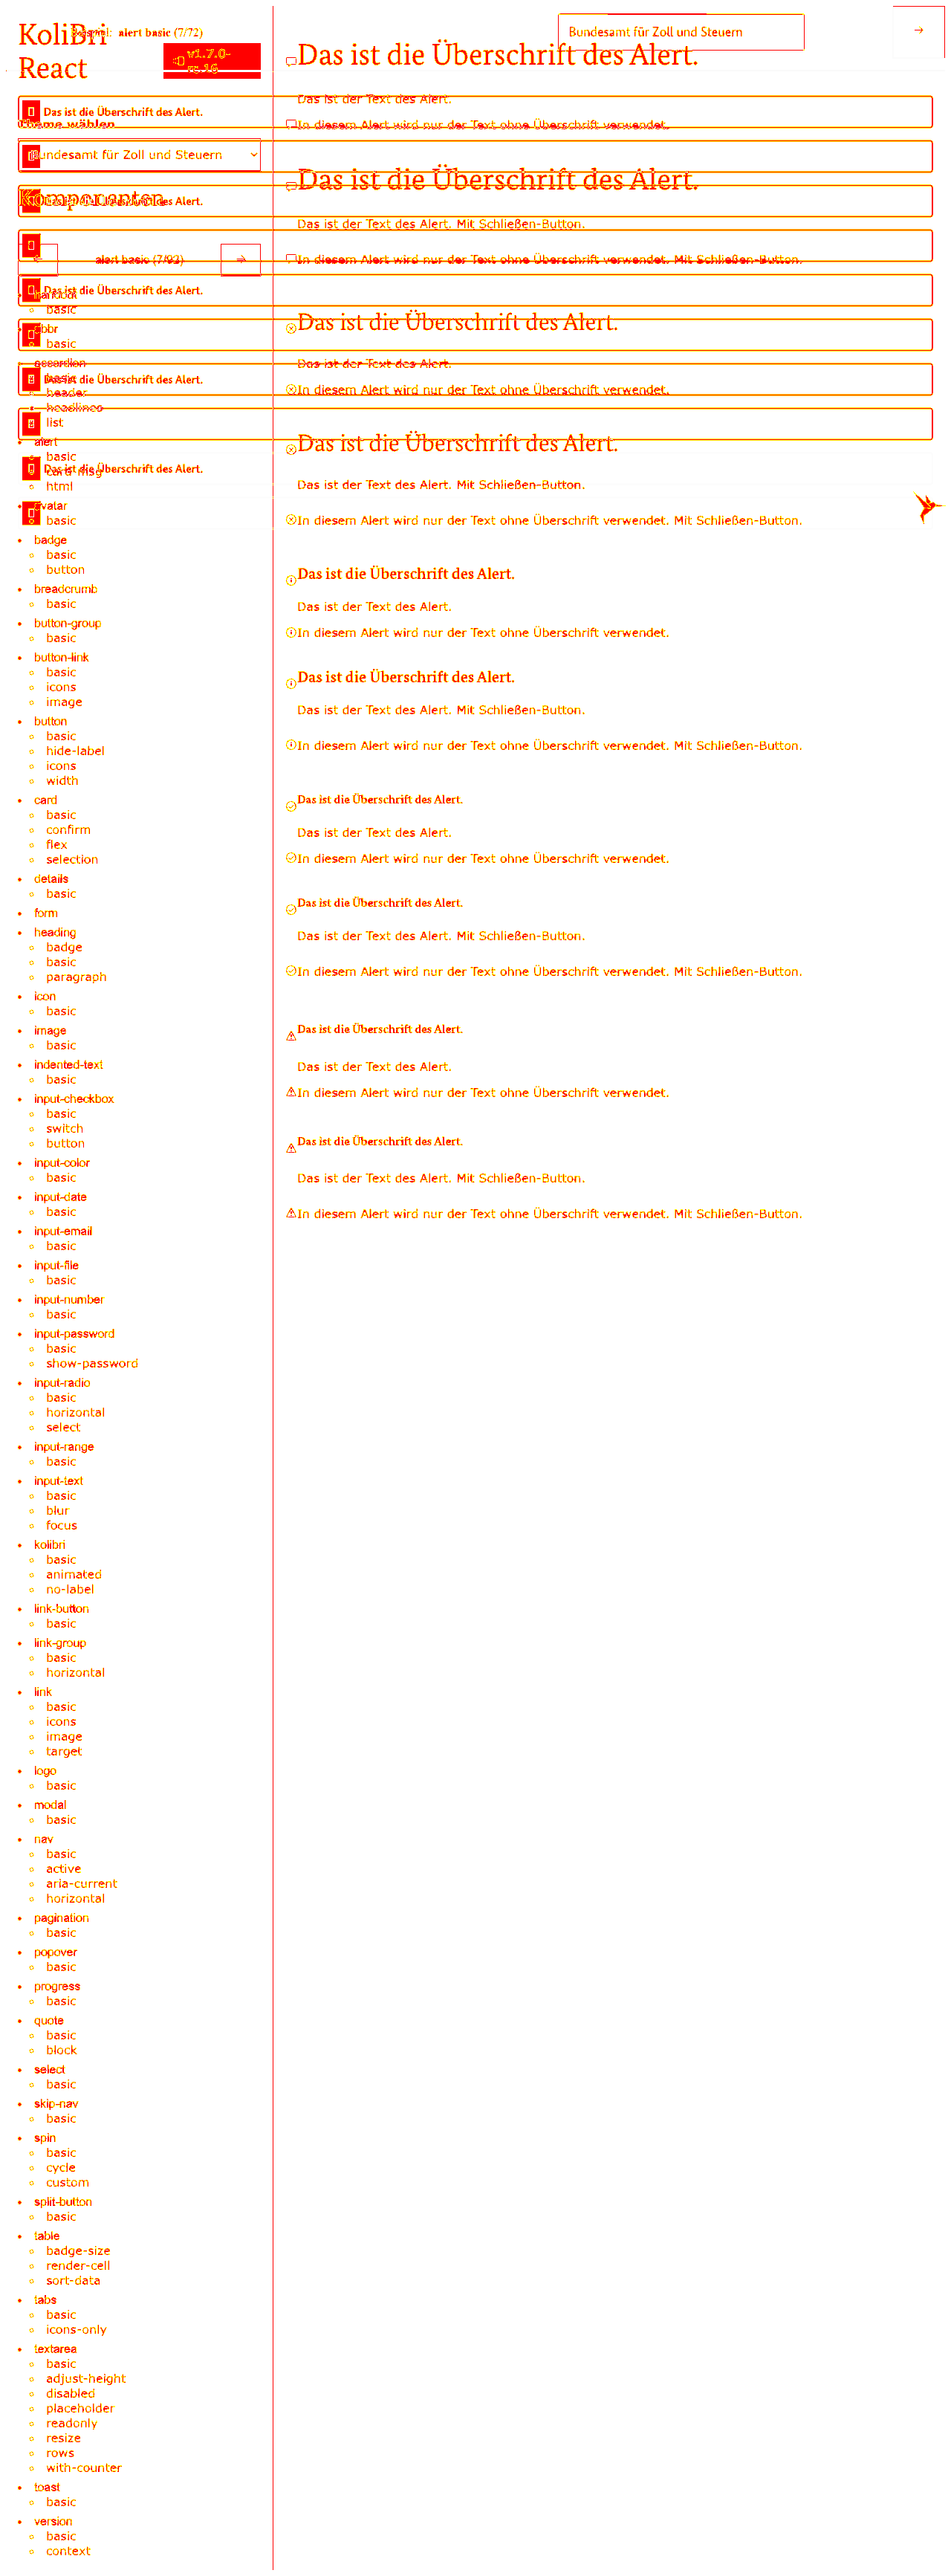 KoliBri
React
alert basic (7/72)
Bundesamt für Zoll und Steuern
→
v1.7.0-
rc.16
Das ist die Überschrift des Alert.
Das ist der Text des Alert.
Das ist die Überschrift des Alert.
In diesem Alert wird nur der Text ohne Überschrift verwendet.
Theme wählen
Bundesamt für Zoll und Steuern
Das ist die Überschrift des Alert.
Komponenten
Das ist die Überschrift des Alert.
Das ist der Text des Alert. Mit Schließen-Button.
← alert basic (7/92) →
In diesem Alert wird nur der Text ohne Überschrift verwendet. Mit Schließen-Button.
Das ist die Überschrift des Alert.
handout
basic
Das ist die Überschrift des Alert.
abbr
basic
accordion
Das ist der Text des Alert.
basic
Das ist die Überschrift des Alert.
header
In diesem Alert wird nur der Text ohne Überschrift verwendet.
headlines
list
alert
Das ist die Überschrift des Alert.
basic
card-msg
Das ist die Überschrift des Alert.
html
Das ist der Text des Alert. Mit Schließen-Button.
avatar
basic
In diesem Alert wird nur der Text ohne Überschrift verwendet. Mit Schließen-Button.
badge
basic
button
Das ist die Überschrift des Alert.
breadcrumb
basic
Das ist der Text des Alert.
button-group
basic
In diesem Alert wird nur der Text ohne Überschrift verwendet.
button-link
basic
Das ist die Überschrift des Alert.
icons
image
Das ist der Text des Alert. Mit Schließen-Button.
button
basic
hide-label
In diesem Alert wird nur der Text ohne Überschrift verwendet. Mit Schließen-Button.
icons
width
card
Das ist die Überschrift des Alert.
basic
confirm
Das ist der Text des Alert.
flex
selection
In diesem Alert wird nur der Text ohne Überschrift verwendet.
details
basic
Das ist die Überschrift des Alert.
form
heading
Das ist der Text des Alert. Mit Schließen-Button.
badge
basic
paragraph
In diesem Alert wird nur der Text ohne Überschrift verwendet. Mit Schließen-Button.
icon
basic
image
Das ist die Überschrift des Alert.
basic
indented-text
Das ist der Text des Alert.
basic
input-checkbox
In diesem Alert wird nur der Text ohne Überschrift verwendet.
basic
switch
button
Das ist die Überschrift des Alert.
input-color
basic
Das ist der Text des Alert. Mit Schließen-Button.
input-date
basic
In diesem Alert wird nur der Text ohne Überschrift verwendet. Mit Schließen-Button.
input-email
basic
input-file
basic
input-number
basic
input-password
basic
show-password
input-radio
basic
horizontal
select
input-range
basic
input-text
basic
blur
focus
kolibri
basic
animated
no-label
link-button
basic
link-group
basic
horizontal
link
basic
icons
image
target
logo
basic
modal
basic
nav
basic
active
aria-current
horizontal
pagination
basic
popover
basic
progress
basic
quote
basic
block
select
basic
skip-nav
basic
spin
basic
cycle
custom
split-button
basic
table
badge-size
render-cell
sort-data
tabs
basic
icons-only
textarea
basic
adjust-height
disabled
placeholder
readonly
resize
rows
with-counter
toast
basic
version
basic
context